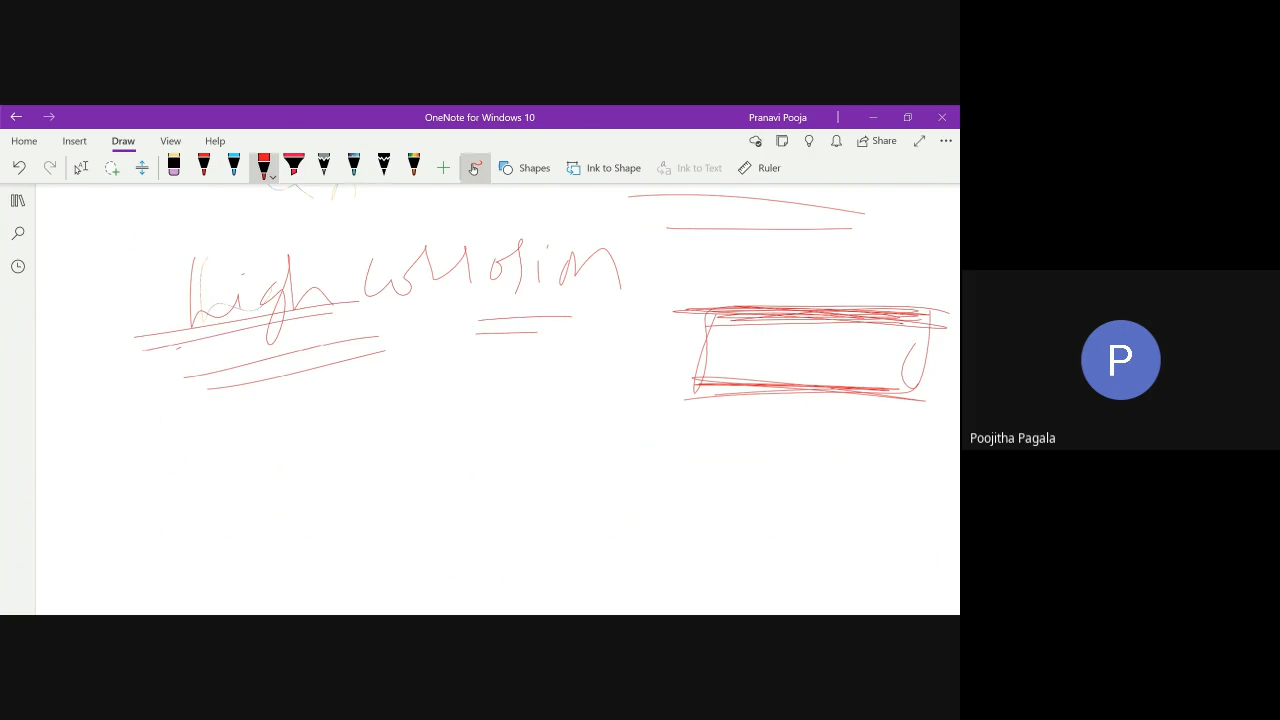 OneNote for Windows 10
Pranavi Pooja
Home Insert Draw View Help
Share
Shapes Ink to Shape Ink to Text Ruler
High corrosion
P
Poojitha Pagala